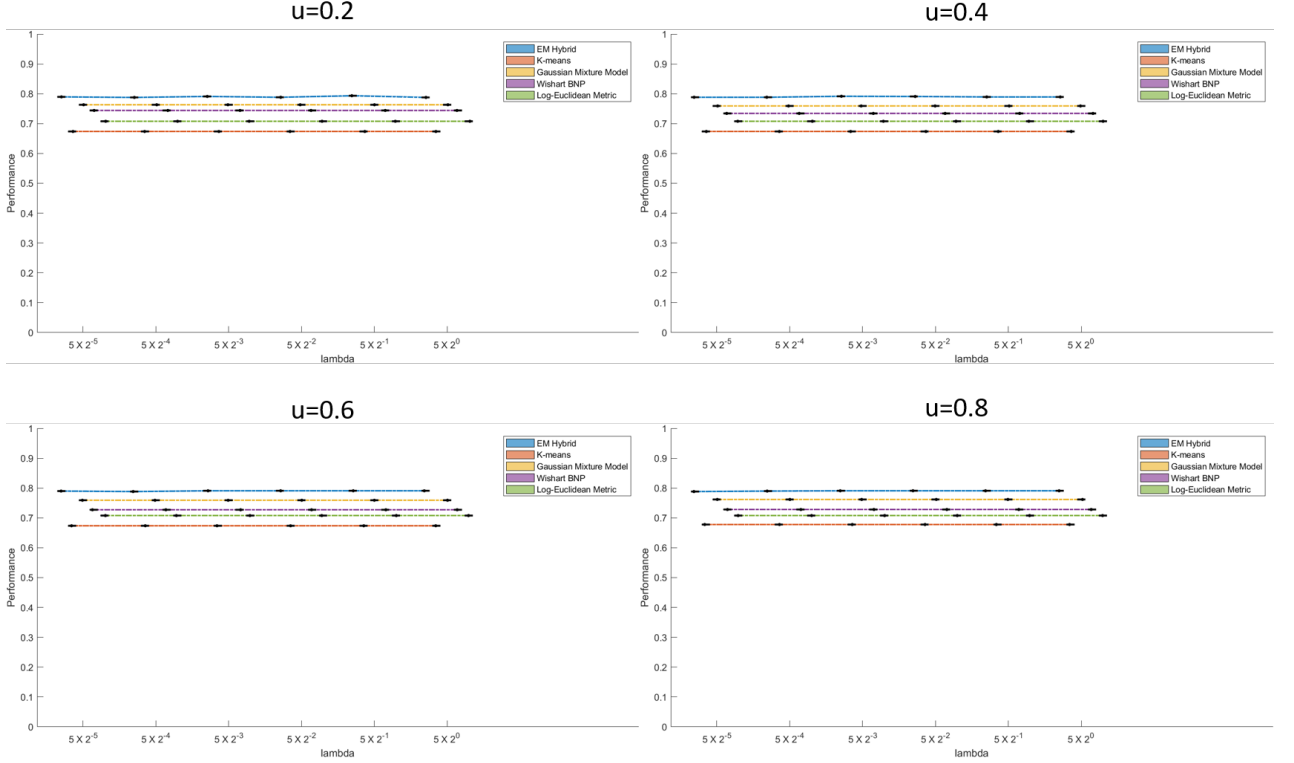 u=0.2
1
0.9
0.8
0.7
0.6
0.5
0.4
0.3
0.2
0.1
0
Performance
5 X 2^-5 5 X 2^-4 5 X 2^-3 5 X 2^-2 5 X 2^-1 5 X 2^0
lambda
EM Hybrid
K-means
Gaussian Mixture Model
Wishart BNP
Log-Euclidean Metric
u=0.4
1
0.9
0.8
0.7
0.6
0.5
0.4
0.3
0.2
0.1
0
Performance
5 X 2^-5 5 X 2^-4 5 X 2^-3 5 X 2^-2 5 X 2^-1 5 X 2^0
lambda
EM Hybrid
K-means
Gaussian Mixture Model
Wishart BNP
Log-Euclidean Metric
u=0.6
1
0.9
0.8
0.7
0.6
0.5
0.4
0.3
0.2
0.1
0
Performance
5 X 2^-5 5 X 2^-4 5 X 2^-3 5 X 2^-2 5 X 2^-1 5 X 2^0
lambda
EM Hybrid
K-means
Gaussian Mixture Model
Wishart BNP
Log-Euclidean Metric
u=0.8
1
0.9
0.8
0.7
0.6
0.5
0.4
0.3
0.2
0.1
0
Performance
5 X 2^-5 5 X 2^-4 5 X 2^-3 5 X 2^-2 5 X 2^-1 5 X 2^0
lambda
EM Hybrid
K-means
Gaussian Mixture Model
Wishart BNP
Log-Euclidean Metric